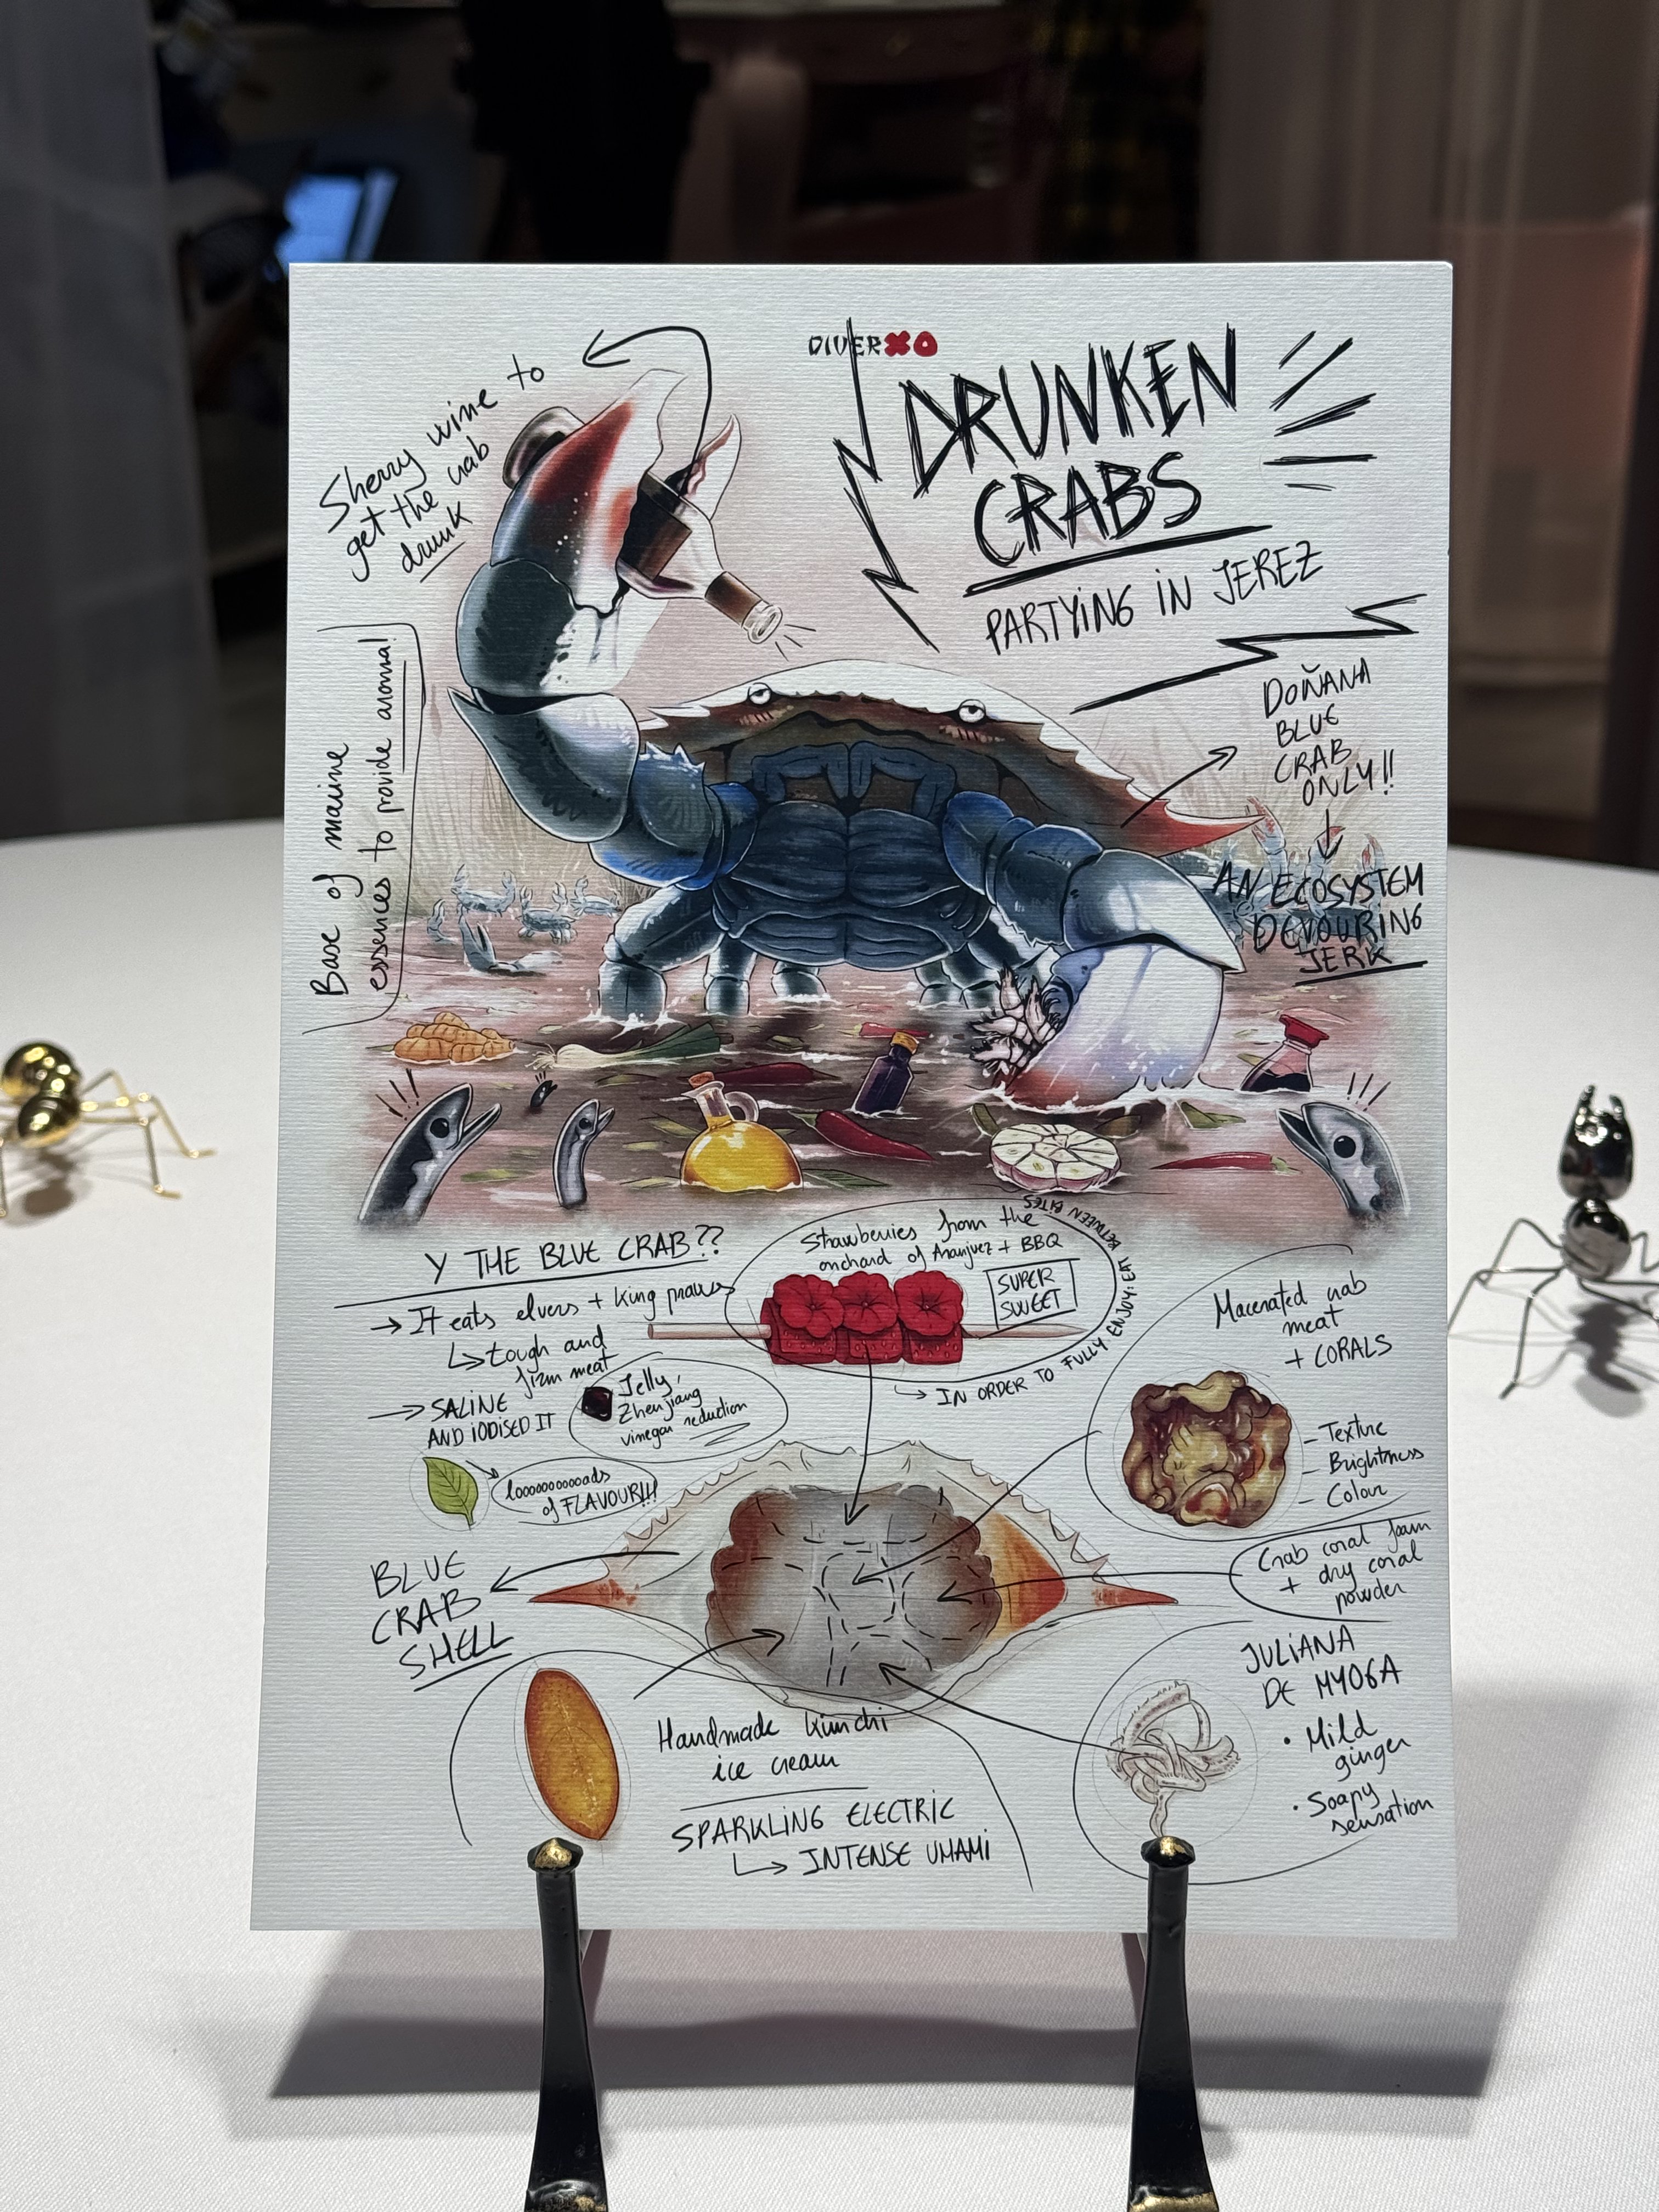 DIVERXO
DRUNKEN
CRABS
PARTYING IN JEREZ
Sherry wine to
get the crab
drunk
Base of marine
essences to provide aroma!
DOÑANA
BLUE
CRAB
ONLY!!
AN ECOSYSTEM
DEVOURING
JERK
!!!
!!!
!!!
Y THE BLUE CRAB??
→ It eats elvers + king prawns
↳ tough and
firm meat
→ SALINE
AND IODISED IT
Jelly,
Zhenjiang
vinegar reduction
looooooooooads
of FLAVOUR!!!
Strawberries from the
orchard of Aranjuez + BBQ
SUPER
SWEET
↳ IN ORDER TO FULLY ENJOY: EAT BETWEEN BITES
Macerated crab
meat
+ CORALS
- Texture
- Brightness
- Colour
Crab coral foam
+ dry coral
powder
BLUE
CRAB
SHELL
Handmade kimchi
ice cream
SPARKLING ELECTRIC
↳ INTENSE UMAMI
JULIANA
DE MYOGA
• Mild
ginger
• Soapy
sensation